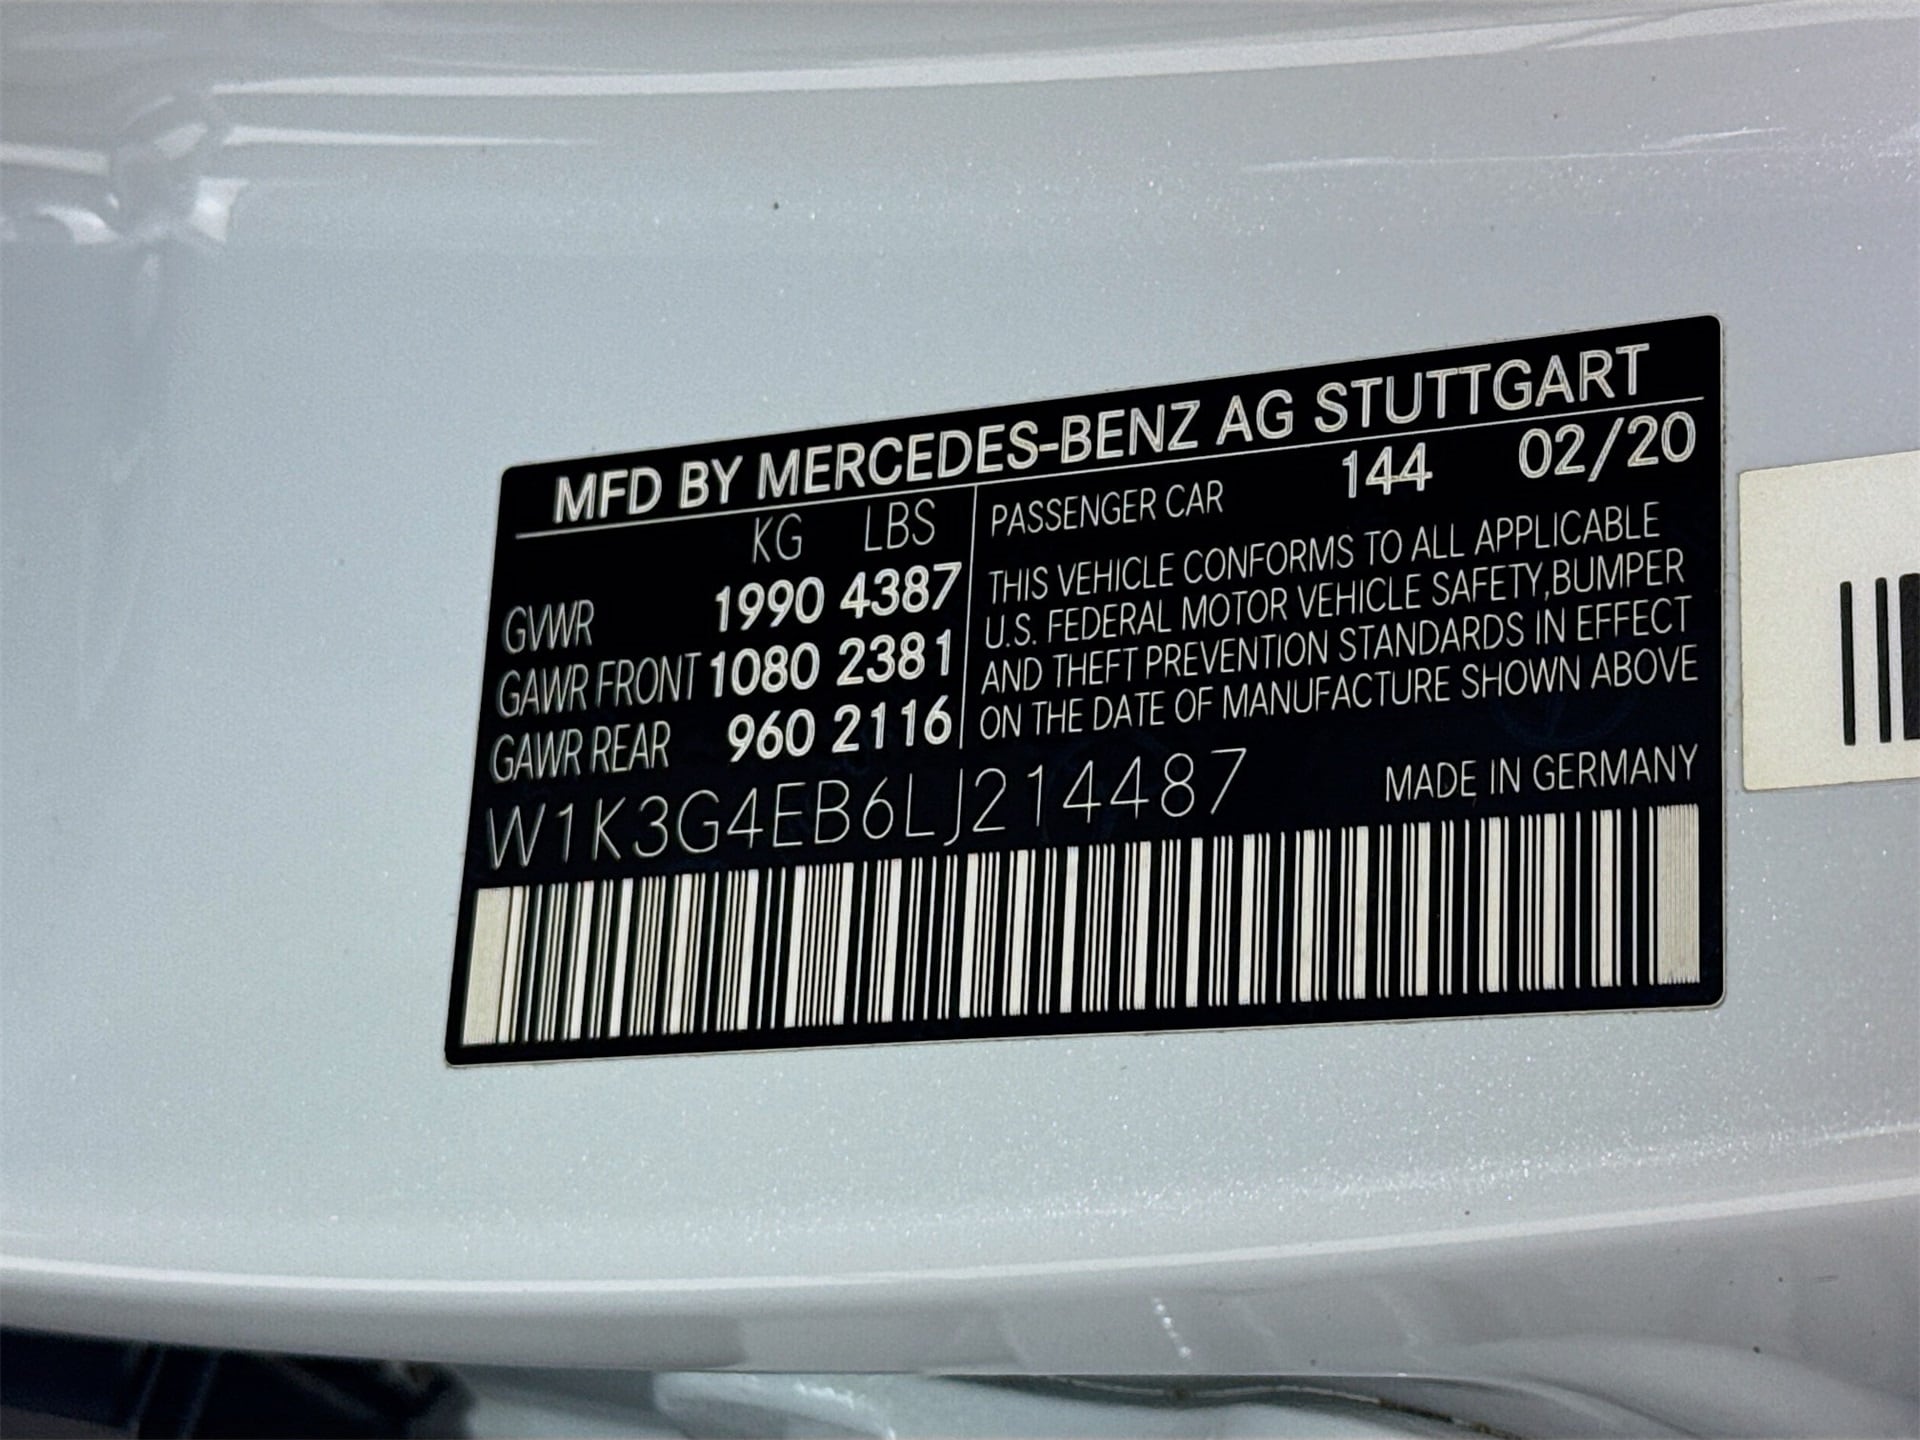 MFD BY MERCEDES-BENZ AG STUTTGART
KG LBS
GVWR 1990 4387
GAWR FRONT 1080 2381
GAWR REAR 960 2116
PASSENGER CAR 144 02/20
THIS VEHICLE CONFORMS TO ALL APPLICABLE
U.S. FEDERAL MOTOR VEHICLE SAFETY,BUMPER
AND THEFT PREVENTION STANDARDS IN EFFECT
ON THE DATE OF MANUFACTURE SHOWN ABOVE
W1K3G4EB6LJ214487
MADE IN GERMANY